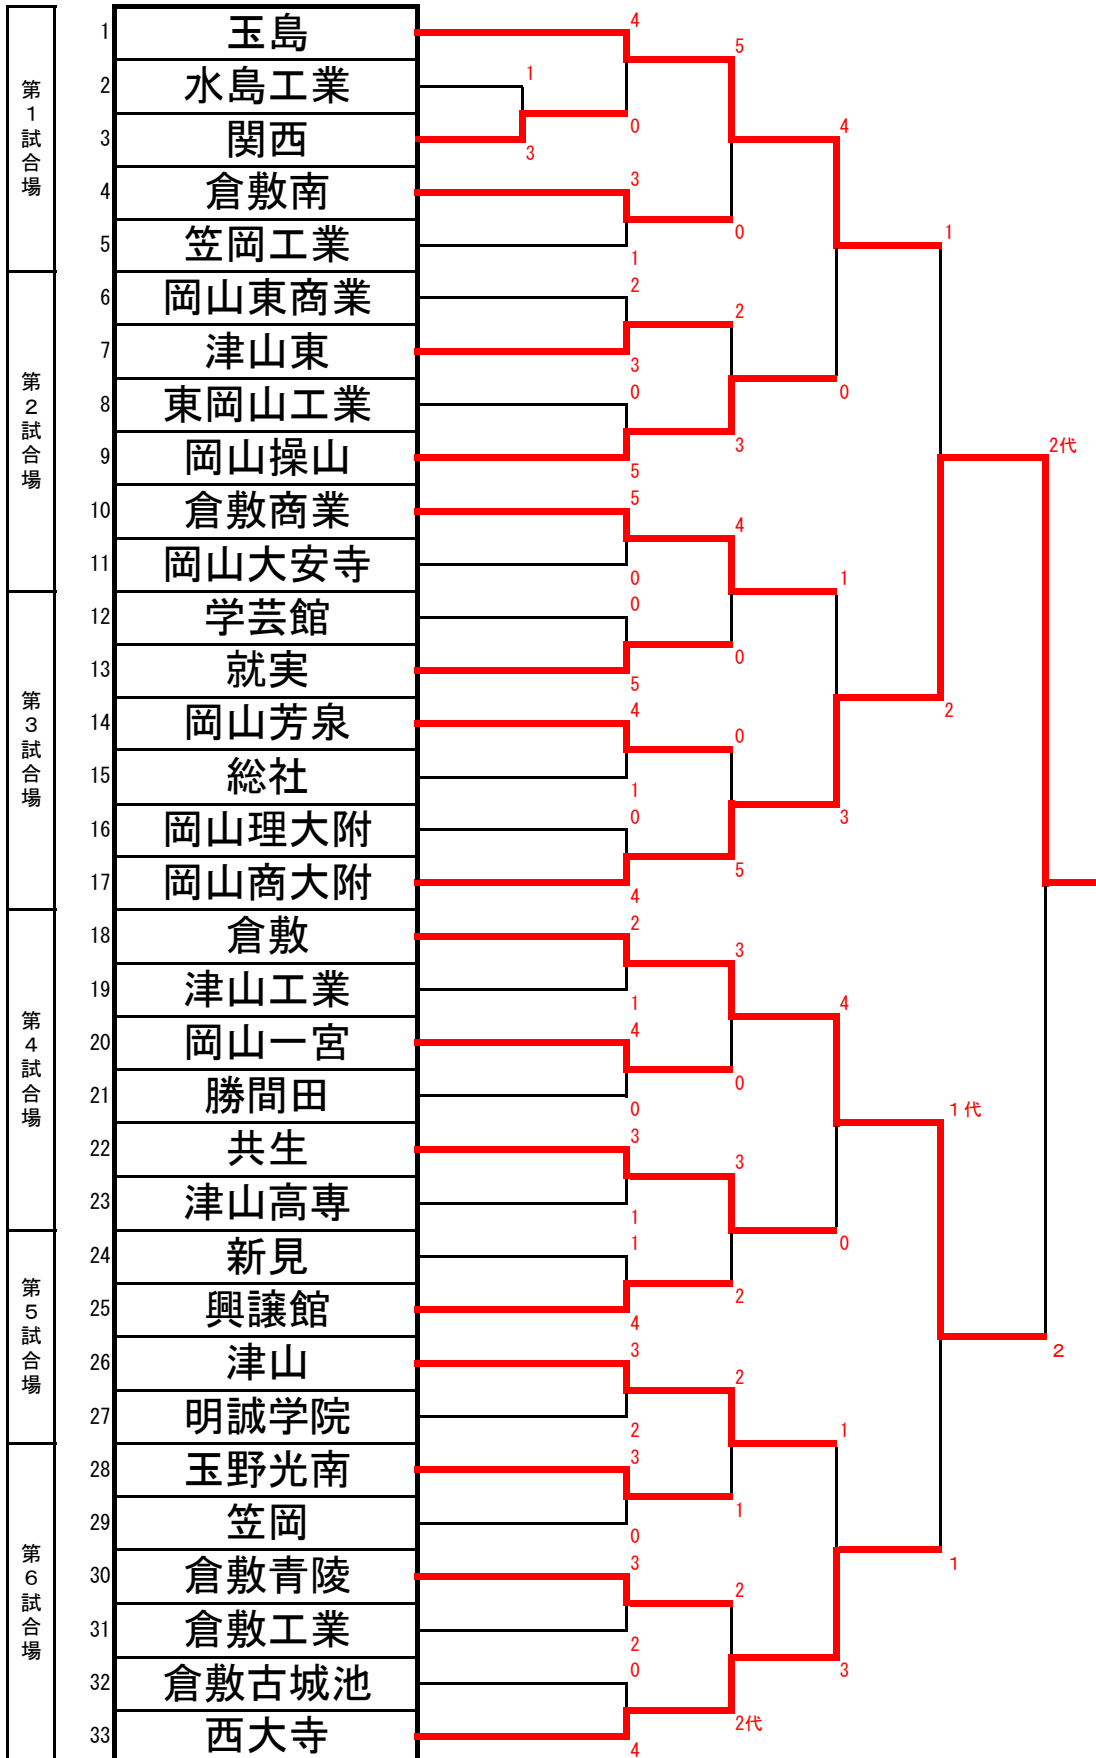 第1試合場
1 玉島
2 水島工業
3 関西
4 倉敷南
5 笠岡工業
第2試合場
6 岡山東商業
7 津山東
8 東岡山工業
9 岡山操山
10 倉敷商業
11 岡山大安寺
第3試合場
12 学芸館
13 就実
14 岡山芳泉
15 総社
16 岡山理大附
17 岡山商大附
第4試合場
18 倉敷
19 津山工業
20 岡山一宮
21 勝間田
22 共生
23 津山高専
第5試合場
24 新見
25 興譲館
26 津山
27 明誠学院
第6試合場
28 玉野光南
29 笠岡
30 倉敷青陵
31 倉敷工業
32 倉敷古城池
33 西大寺
1
3
4
0
3
1
2
3
0
5
5
0
0
5
4
1
0
4
2
1
4
0
3
1
1
4
3
2
3
0
3
2
0
4
5
0
2
3
4
0
0
5
3
0
3
2
2
1
2
2代
4
0
1
3
4
0
1
3
1
2
1代
1
2代
2